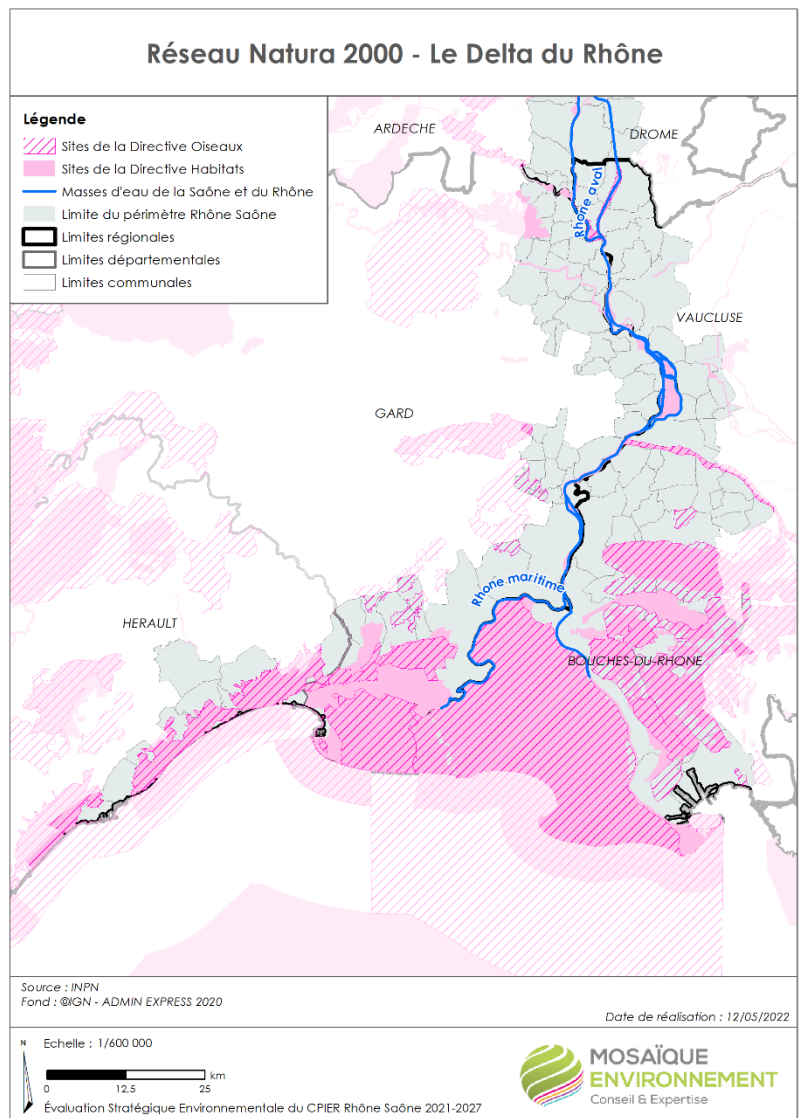 Réseau Natura 2000 - Le Delta du Rhône
Légende
Sites de la Directive Oiseaux
Sites de la Directive Habitats
Masses d'eau de la Saône et du Rhône
Limite du périmètre Rhône Saône
Limites régionales
Limites départementales
Limites communales
ARDECHE
DROME
Rhône aval
VAUCLUSE
GARD
Rhone maritime
HERAULT
BOUCHES-DU-RHONE
Source : INPN
Fond : ©IGN - ADMIN EXPRESS 2020
Date de réalisation : 12/05/2022
N
Echelle : 1/600 000
km
0 12,5 25
Évaluation Stratégique Environnementale du CPIER Rhône Saône 2021-2027
MOSAÏQUE
ENVIRONNEMENT
Conseil & Expertise